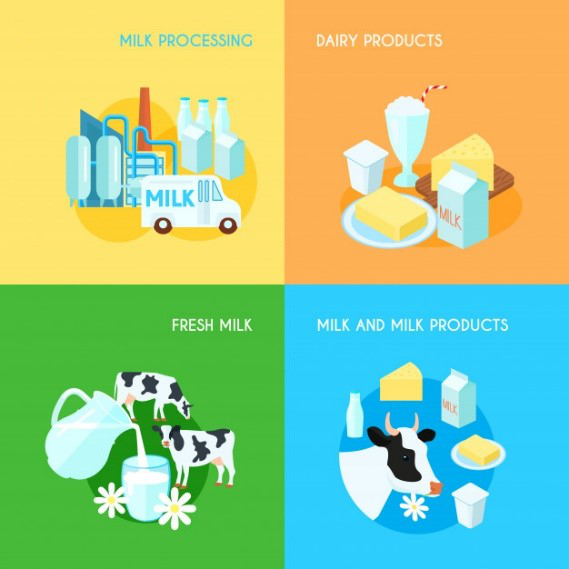 MILK PROCESSING
DAIRY PRODUCTS
MILK
MILK
FRESH MILK
MILK AND MILK PRODUCTS
MILK